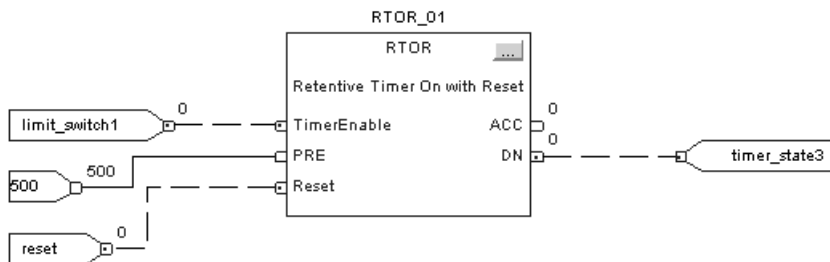 RTOR_01
RTOR
...
Retentive Timer On with Reset
limit_switch1
0
TimerEnable
ACC
0
500
500
PRE
DN
0
timer_state3
reset
0
Reset